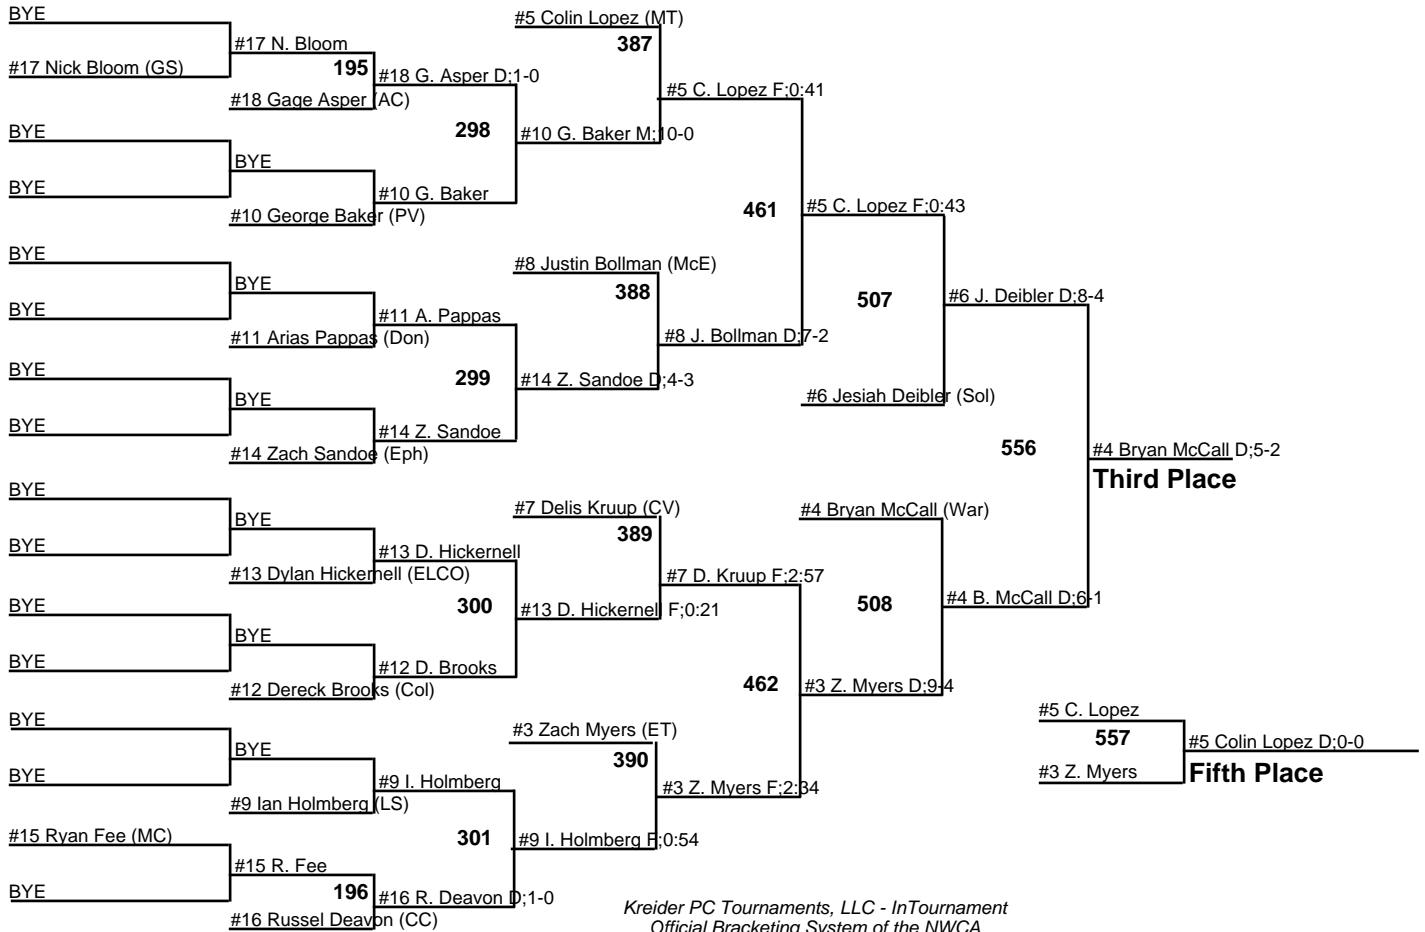 BYE
#5 Colin Lopez (MT)
#17 N. Bloom
387
#17 Nick Bloom (GS)
195
#18 G. Asper D;1-0
#5 C. Lopez F;0:41
#18 Gage Asper (AC)
BYE
298
#10 G. Baker M;10-0
BYE
BYE
#10 G. Baker
#10 George Baker (PV)
461
#5 C. Lopez F;0:43
BYE
#8 Justin Bollman (McE)
BYE
388
507
#6 J. Deibler D;8-4
BYE
#11 A. Pappas
#11 Arias Pappas (Don)
#8 J. Bollman D;7-2
BYE
299
#14 Z. Sandoe D;4-3
BYE
#6 Jesiah Deibler (Sol)
BYE
#14 Z. Sandoe
#14 Zach Sandoe (Eph)
556
#4 Bryan McCall D;5-2
Third Place
BYE
#7 Delis Kruup (CV)
#4 Bryan McCall (War)
BYE
389
BYE
#13 D. Hickernell
#13 Dylan Hickernell (ELCO)
#7 D. Kruup F;2:57
BYE
300
#13 D. Hickernell F;0:21
508
#4 B. McCall D;6-1
BYE
BYE
#12 D. Brooks
#12 Dereck Brooks (Col)
462
#3 Z. Myers D;9-4
BYE
#3 Zach Myers (ET)
#5 C. Lopez
BYE
390
557
#5 Colin Lopez D;0-0
BYE
#9 I. Holmberg
#3 Z. Myers F;2:34
#3 Z. Myers
Fifth Place
#9 Ian Holmberg (LS)
#15 Ryan Fee (MC)
301
#9 I. Holmberg F;0:54
#15 R. Fee
BYE
196
#16 R. Deavon D;1-0
#16 Russel Deavon (CC)
Kreider PC Tournaments, LLC - InTournament
Official Bracketing System of the NWCA